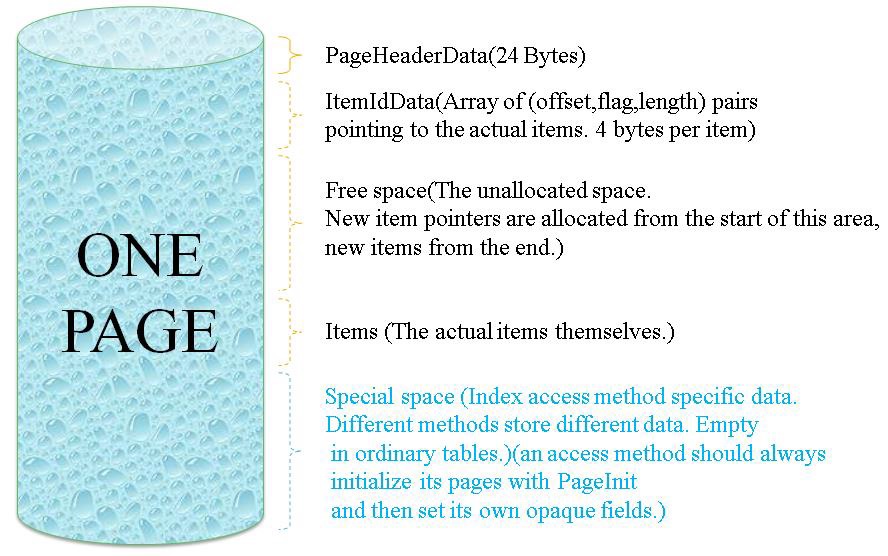 ONE
PAGE
PageHeaderData(24 Bytes)
ItemIdData(Array of (offset,flag,length) pairs
pointing to the actual items. 4 bytes per item)
Free space(The unallocated space.
New item pointers are allocated from the start of this area,
new items from the end.)
Items (The actual items themselves.)
Special space (Index access method specific data.
Different methods store different data. Empty
in ordinary tables.)(an access method should always
initialize its pages with PageInit
and then set its own opaque fields.)